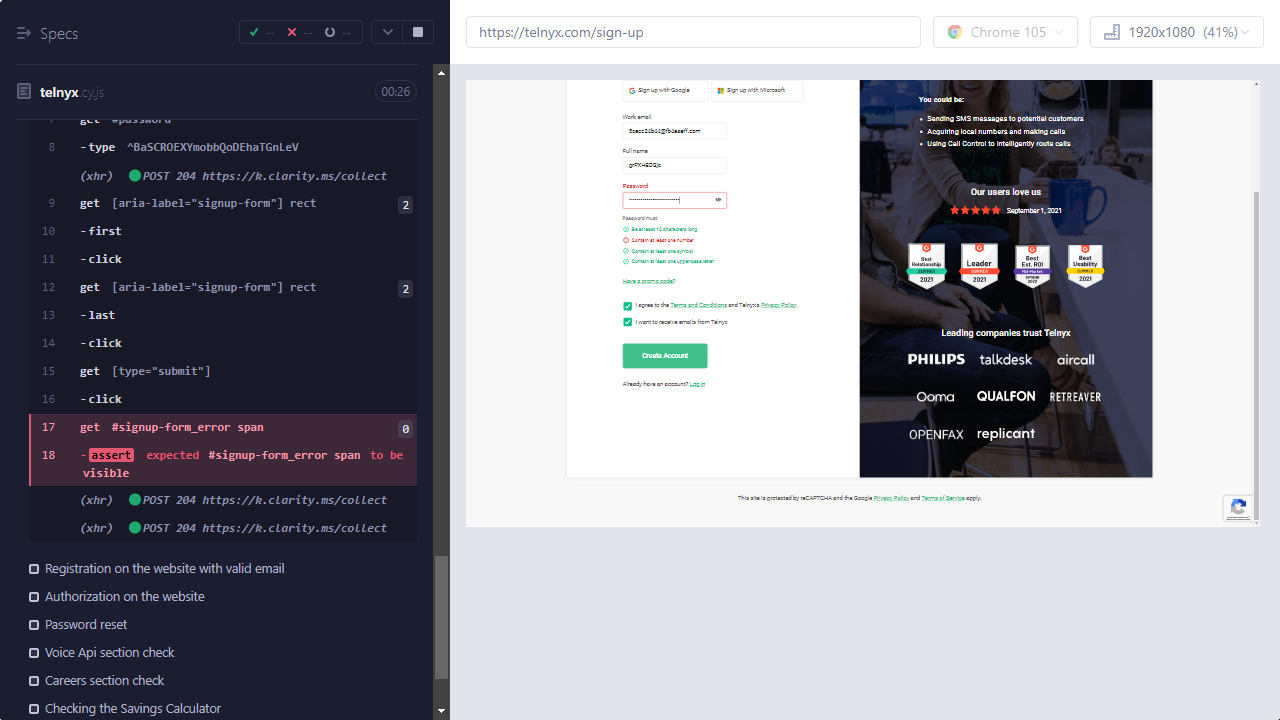 Specs
-- -- --
telnyx.cy.js
00:26
7 get #password
8 -type ^BaSCROEXYmobbQoDEhaTGnLeV
(xhr) POST 204 https://k.clarity.ms/collect
9 get [aria-label="signup-form"] rect 2
10 -first
11 -click
12 get [aria-label="signup-form"] rect 2
13 -last
14 -click
15 get [type="submit"]
16 -click
17 get #signup-form_error span 0
18 -assert expected #signup-form_error span to be
visible
(xhr) POST 204 https://k.clarity.ms/collect
(xhr) POST 204 https://k.clarity.ms/collect
Registration on the website with valid email
Authorization on the website
Password reset
Voice Api section check
Careers section check
Checking the Savings Calculator
https://telnyx.com/sign-up
Chrome 105
1920x1080 (41%)
Sign up with Google
Sign up with Microsoft
Work email
Full name
grFXHEDGjc
Password
Password must:
Be at least 12 characters long
Contain at least one number
Contain at least one symbol
Contain at least one upper-case letter
Have a promo code?
I agree to the Terms and Conditions and Telnyx's Privacy Policy
I want to receive emails from Telnyx
Create Account
Already have an account? Log in
You could be:
Sending SMS messages to potential customers
Acquiring local numbers and making calls
Using Call Control to intelligently route calls
Our users love us
September 1, 2021
Best
Relationship
SUMMER
2021
Leader
SUMMER
2021
Best
Est. ROI
Mid-Market
SPRING
2021
Best
Usability
SUMMER
2021
Leading companies trust Telnyx
PHILIPS talkdesk aircall
Ooma QUALFON RETREAVER
OPENFAX replicant
This site is protected by reCAPTCHA and the Google Privacy Policy and Terms of Service apply.